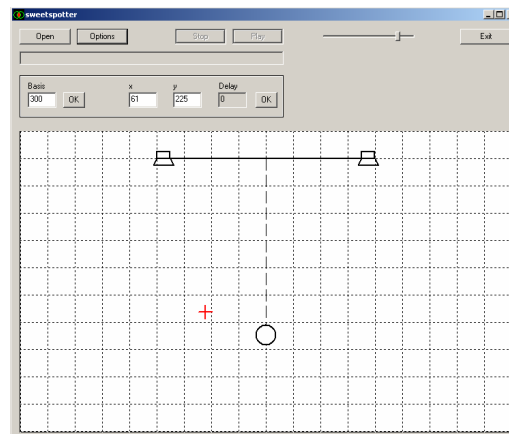 sweetspotter
Open Options Stop Play Exit
Basis x y Delay
300 OK 61 225 0 OK